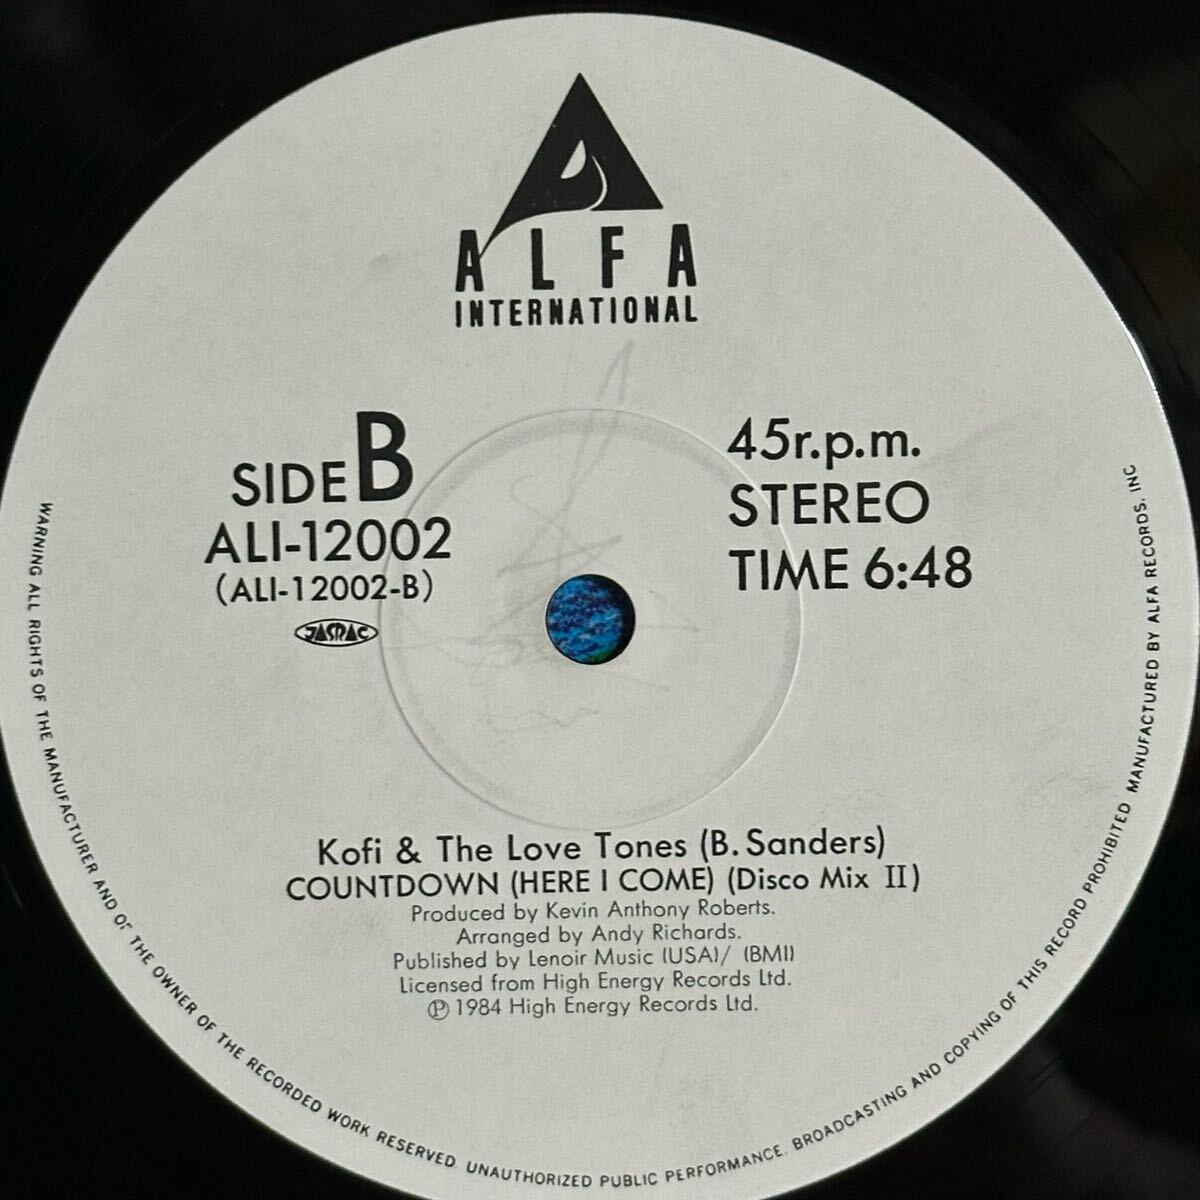 ALFA
INTERNATIONAL
SIDE B
ALI-12002
(ALI-12002-B)
JASRAC
45r.p.m.
STEREO
TIME 6:48
Kofi & The Love Tones (B. Sanders)
COUNTDOWN (HERE I COME) (Disco Mix II)
Produced by Kevin Anthony Roberts.
Arranged by Andy Richards.
Published by Lenoir Music (USA)/ (BMI)
Licensed from High Energy Records Ltd.
Ⓟ 1984 High Energy Records Ltd.
WARNING ALL RIGHTS OF THE MANUFACTURER AND OF THE OWNER OF THE RECORDED WORK RESERVED. UNAUTHORIZED PUBLIC PERFORMANCE, BROADCASTING AND COPYING OF THIS RECORD PROHIBITED MANUFACTURED BY ALFA RECORDS, INC